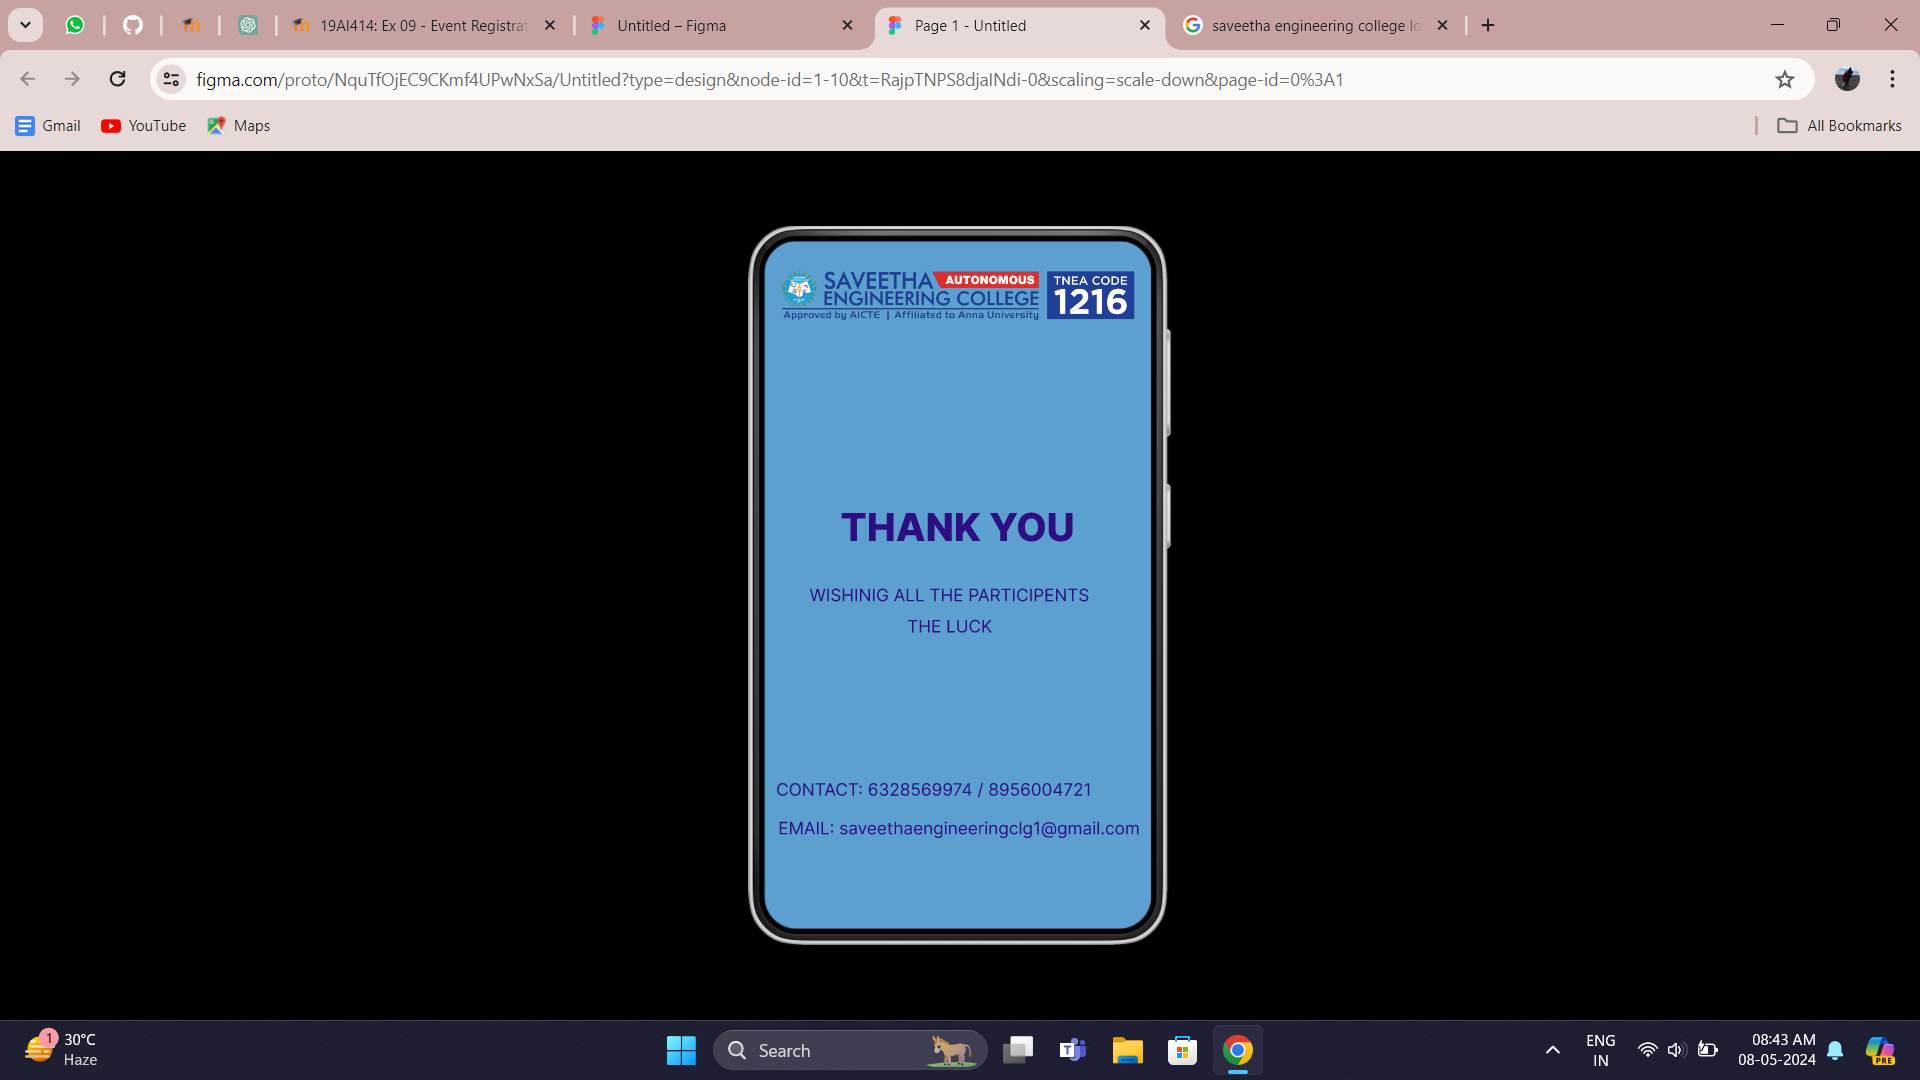 19AI414: Ex 09 - Event Registrat
Untitled – Figma
Page 1 - Untitled
saveetha engineering college lo
figma.com/proto/NquTfOjEC9CKmf4UPwNxSa/Untitled?type=design&node-id=1-10&t=RajpTNPS8djaINdi-0&scaling=scale-down&page-id=0%3A1
Gmail
YouTube
Maps
All Bookmarks
SAVEETHA AUTONOMOUS
ENGINEERING COLLEGE
Approved by AICTE | Affiliated to Anna University
TNEA CODE
1216
THANK YOU
WISHINIG ALL THE PARTICIPENTS
THE LUCK
CONTACT: 6328569974 / 8956004721
EMAIL: saveethaengineeringclg1@gmail.com
1
30°C
Haze
Search
ENG
IN
08:43 AM
08-05-2024
PRE